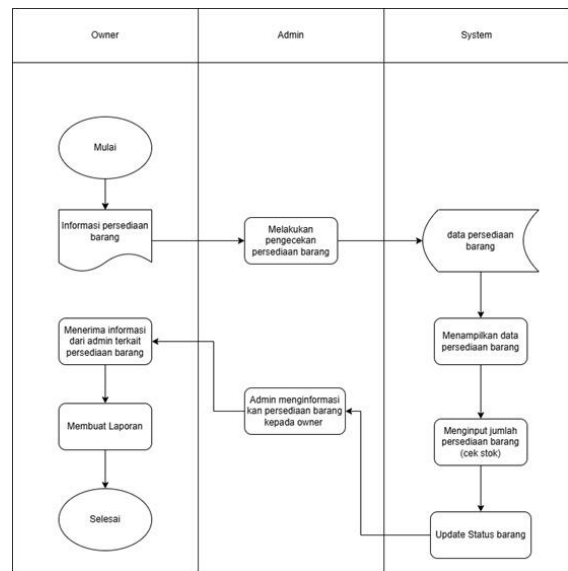 Owner
Admin
System
Mulai
Informasi persediaan
barang
Melakukan
pengecekan
persediaan barang
data persediaan
barang
Menampilkan data
persediaan barang
Menginput jumlah
persediaan barang
(cek stok)
Update Status barang
Admin menginformasi
kan persediaan barang
kepada owner
Menerima informasi
dari admin terkait
persediaan barang
Membuat Laporan
Selesai